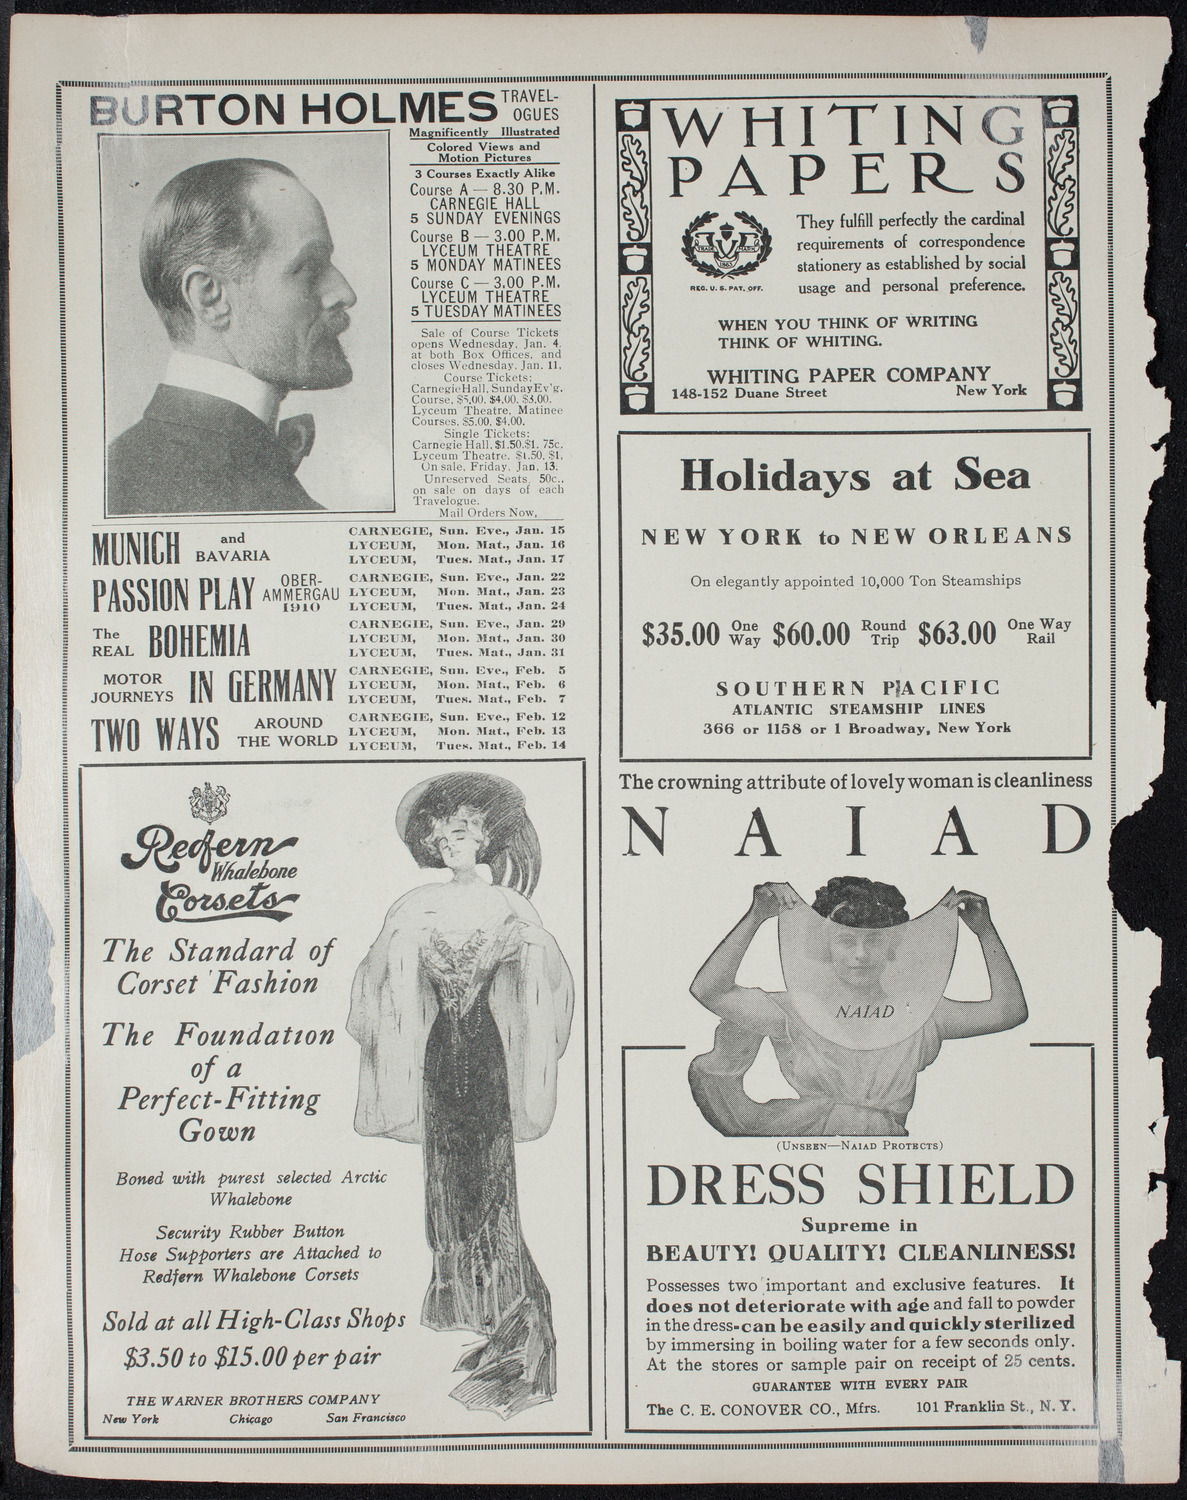 BURTON HOLMES TRAVEL-
OGUES
Magnificently Illustrated
Colored Views and
Motion Pictures
3 Courses Exactly Alike
Course A — 8.30 P.M.
CARNEGIE HALL
5 SUNDAY EVENINGS
Course B — 3.00 P.M.
LYCEUM THEATRE
5 MONDAY MATINEES
Course C — 3.00 P.M.
LYCEUM THEATRE
5 TUESDAY MATINEES
Sale of Course Tickets
opens Wednesday, Jan. 4,
at both Box Offices, and
closes Wednesday, Jan. 11.
Course Tickets:
Carnegie Hall, Sunday Ev'g.
Course, $5.00, $4.00, $3.00.
Lyceum Theatre, Matinee
Courses, $5.00, $4.00.
Single Tickets:
Carnegie Hall, $1.50, $1, 75c.
Lyceum Theatre, $1.50, $1,
On sale, Friday, Jan. 13.
Unreserved Seats, 50c.,
on sale on days of each
Travelogue.
Mail Orders Now,
MUNICH and BAVARIA
CARNEGIE, Sun. Eve., Jan. 15
LYCEUM, Mon. Mat., Jan. 16
LYCEUM, Tues. Mat., Jan. 17
PASSION PLAY OBER-
AMMERGAU
1910
CARNEGIE, Sun. Eve., Jan. 22
LYCEUM, Mon. Mat., Jan. 23
LYCEUM, Tues. Mat., Jan. 24
The REAL BOHEMIA
CARNEGIE, Sun. Eve., Jan. 29
LYCEUM, Mon. Mat., Jan. 30
LYCEUM, Tues. Mat., Jan. 31
MOTOR JOURNEYS IN GERMANY
CARNEGIE, Sun. Eve., Feb. 5
LYCEUM, Mon. Mat., Feb. 6
LYCEUM, Tues. Mat., Feb. 7
TWO WAYS AROUND THE WORLD
CARNEGIE, Sun. Eve., Feb. 12
LYCEUM, Mon. Mat., Feb. 13
LYCEUM, Tues. Mat., Feb. 14
Redfern
Whalebone
Corsets
The Standard of
Corset Fashion
The Foundation
of a
Perfect-Fitting
Gown
Boned with purest selected Arctic
Whalebone
Security Rubber Button
Hose Supporters are Attached to
Redfern Whalebone Corsets
Sold at all High-Class Shops
$3.50 to $15.00 per pair
THE WARNER BROTHERS COMPANY
New York Chicago San Francisco
WHITING
PAPERS
TRADE MARK
1865
REG. U. S. PAT. OFF.
They fulfill perfectly the cardinal
requirements of correspondence
stationery as established by social
usage and personal preference.
WHEN YOU THINK OF WRITING
THINK OF WHITING.
WHITING PAPER COMPANY
148-152 Duane Street New York
Holidays at Sea
NEW YORK to NEW ORLEANS
On elegantly appointed 10,000 Ton Steamships
$35.00 One Way $60.00 Round Trip $63.00 One Way Rail
SOUTHERN PACIFIC
ATLANTIC STEAMSHIP LINES
366 or 1158 or 1 Broadway, New York
The crowning attribute of lovely woman is cleanliness
NAIAD
NAIAD
(UNSEEN—NAIAD PROTECTS)
DRESS SHIELD
Supreme in
BEAUTY! QUALITY! CLEANLINESS!
Possesses two important and exclusive features. It
does not deteriorate with age and fall to powder
in the dress-can be easily and quickly sterilized
by immersing in boiling water for a few seconds only.
At the stores or sample pair on receipt of 25 cents.
GUARANTEE WITH EVERY PAIR
The C. E. CONOVER CO., Mfrs. 101 Franklin St., N. Y.